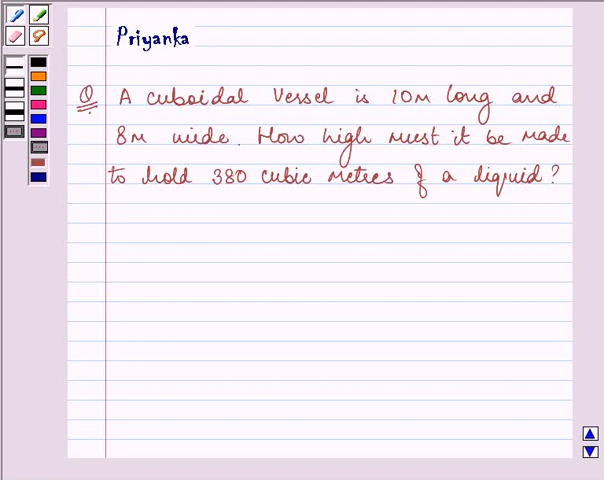 Priyanka
Q A cuboidal vessel is 10m long and
8m wide. How high must it be made
to hold 380 cubic metres of a liquid?